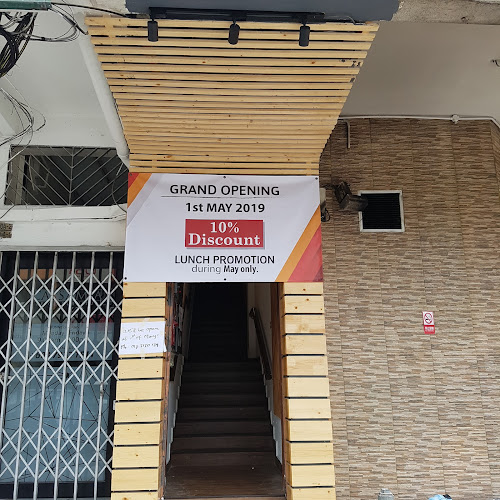 GRAND OPENING
1st MAY 2019
10%
Discount
LUNCH PROMOTION
during May only.